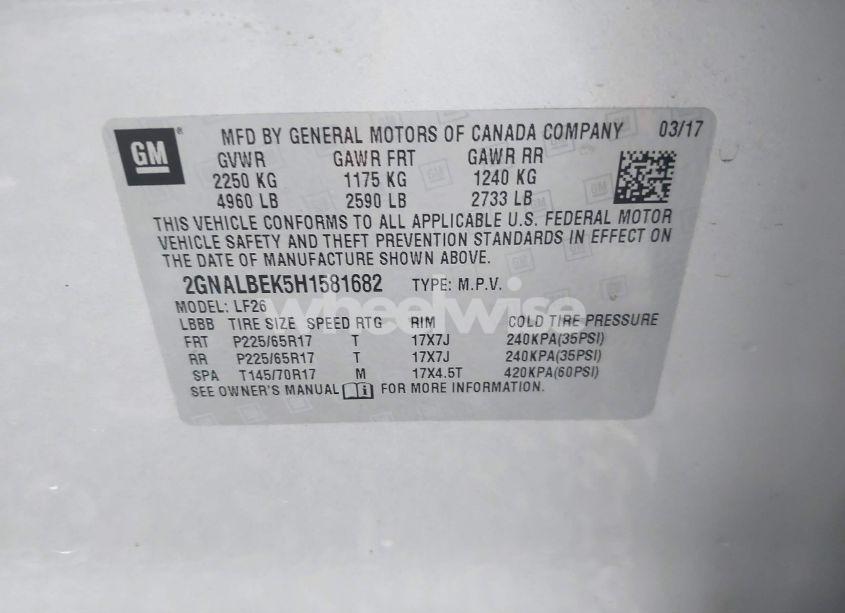 GM® MFD BY GENERAL MOTORS OF CANADA COMPANY 03/17
GVWR GAWR FRT GAWR RR
2250 KG 1175 KG 1240 KG
4960 LB 2590 LB 2733 LB
THIS VEHICLE CONFORMS TO ALL APPLICABLE U.S. FEDERAL MOTOR
VEHICLE SAFETY AND THEFT PREVENTION STANDARDS IN EFFECT ON
THE DATE OF MANUFACTURE SHOWN ABOVE.
2GNALBEK5H1581682 TYPE: M.P.V.
MODEL: LF26
wheelwise
LBBB TIRE SIZE SPEED RTG RIM COLD TIRE PRESSURE
FRT P225/65R17 T 17X7J 240KPA(35PSI)
RR P225/65R17 T 17X7J 240KPA(35PSI)
SPA T145/70R17 M 17X4.5T 420KPA(60PSI)
SEE OWNER'S MANUAL FOR MORE INFORMATION.